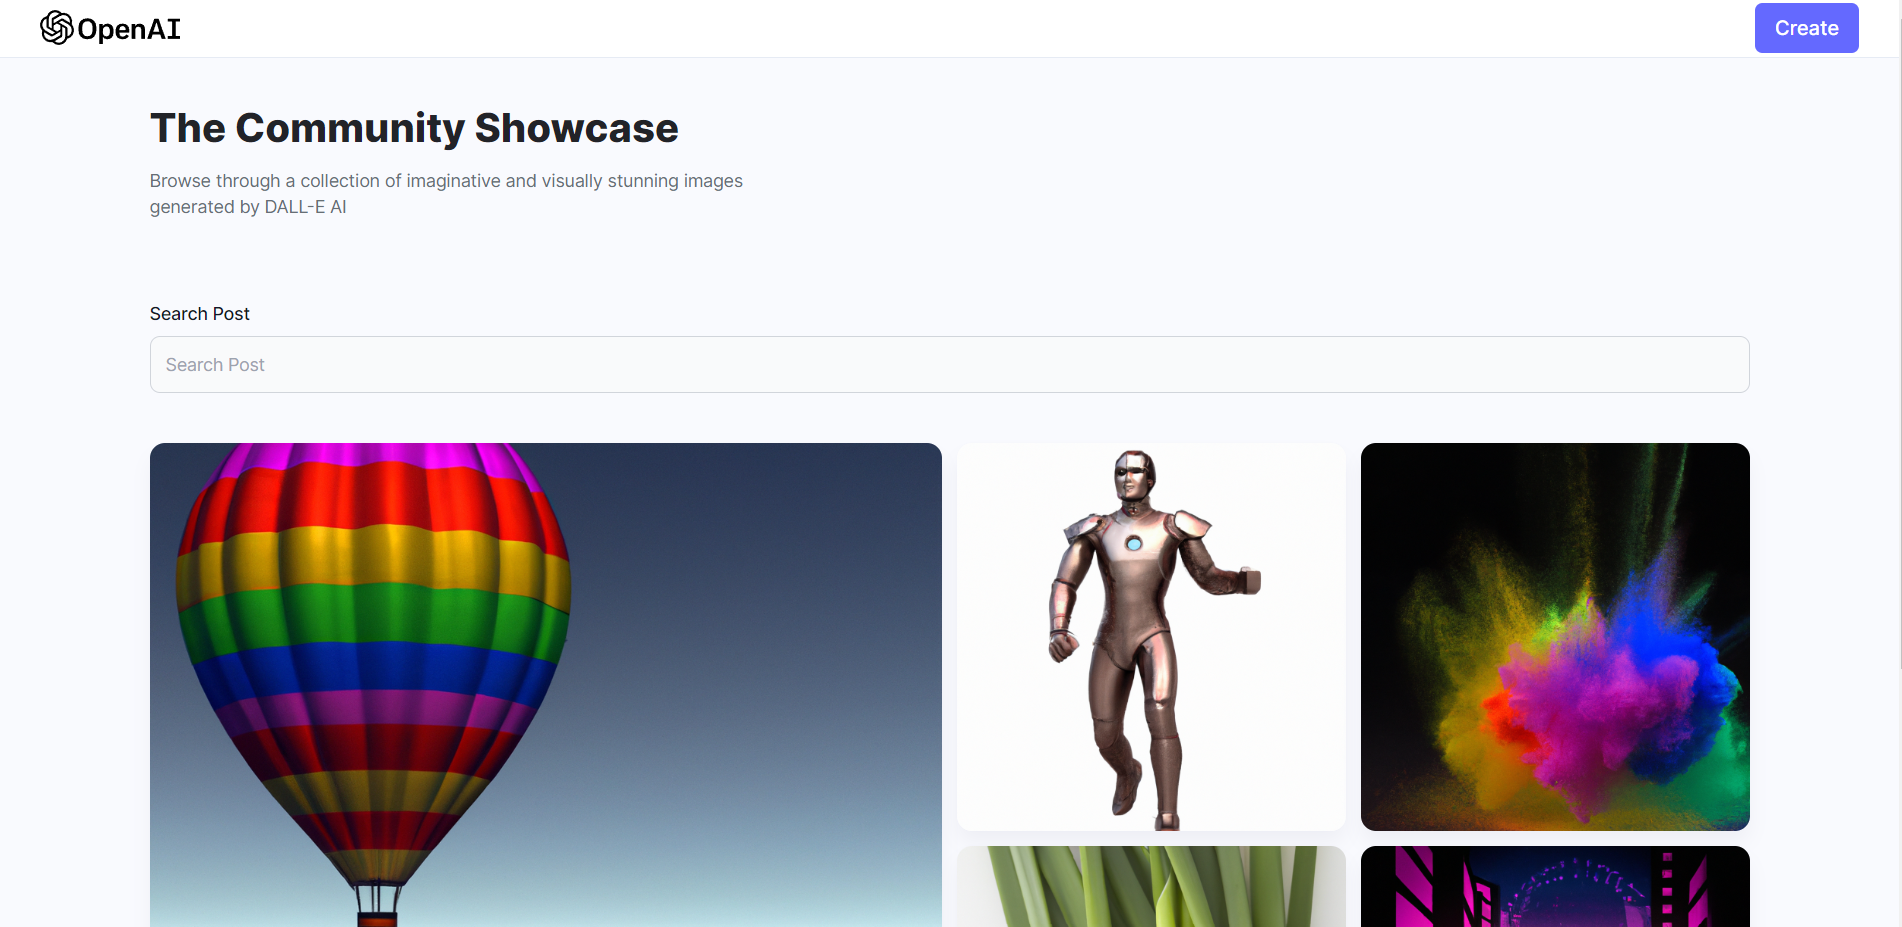 OpenAI
Create
The Community Showcase
Browse through a collection of imaginative and visually stunning images
generated by DALL-E AI
Search Post
Search Post